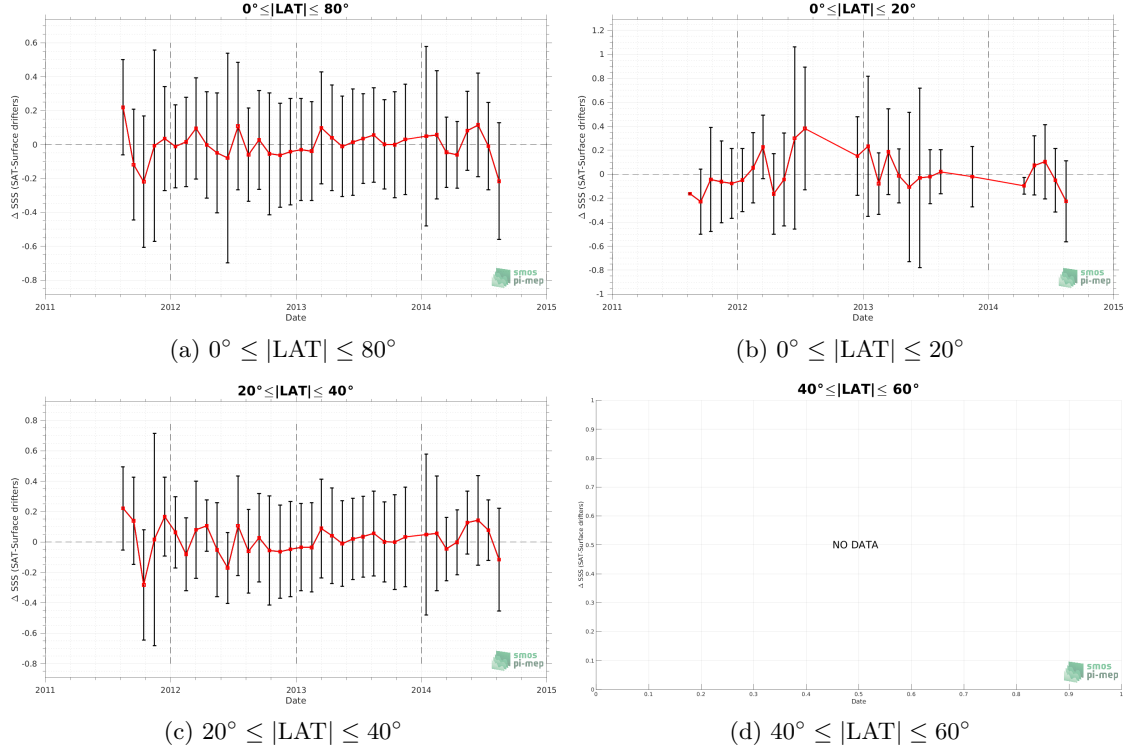 0°≤|LAT|≤ 80°
Δ SSS (SAT-Surface drifters)
0.6
0.4
0.2
0
-0.2
-0.4
-0.6
-0.8
2011
2012
2013
2014
2015
Date
smos
pi-mep
(a) 0° ≤ |LAT| ≤ 80°
0°≤|LAT|≤ 20°
Δ SSS (SAT-Surface drifters)
1.2
1
0.8
0.6
0.4
0.2
0
-0.2
-0.4
-0.6
-0.8
-1
2011
2012
2013
2014
2015
Date
smos
pi-mep
(b) 0° ≤ |LAT| ≤ 20°
20°≤|LAT|≤ 40°
Δ SSS (SAT-Surface drifters)
0.8
0.6
0.4
0.2
0
-0.2
-0.4
-0.6
-0.8
2011
2012
2013
2014
2015
Date
smos
pi-mep
(c) 20° ≤ |LAT| ≤ 40°
40°≤|LAT|≤ 60°
Δ SSS (SAT-Surface drifters)
1
0.9
0.8
0.7
0.6
0.5
0.4
0.3
0.2
0.1
0
NO DATA
0
0.1
0.2
0.3
0.4
0.5
0.6
0.7
0.8
0.9
1
Date
smos
pi-mep
(d) 40° ≤ |LAT| ≤ 60°